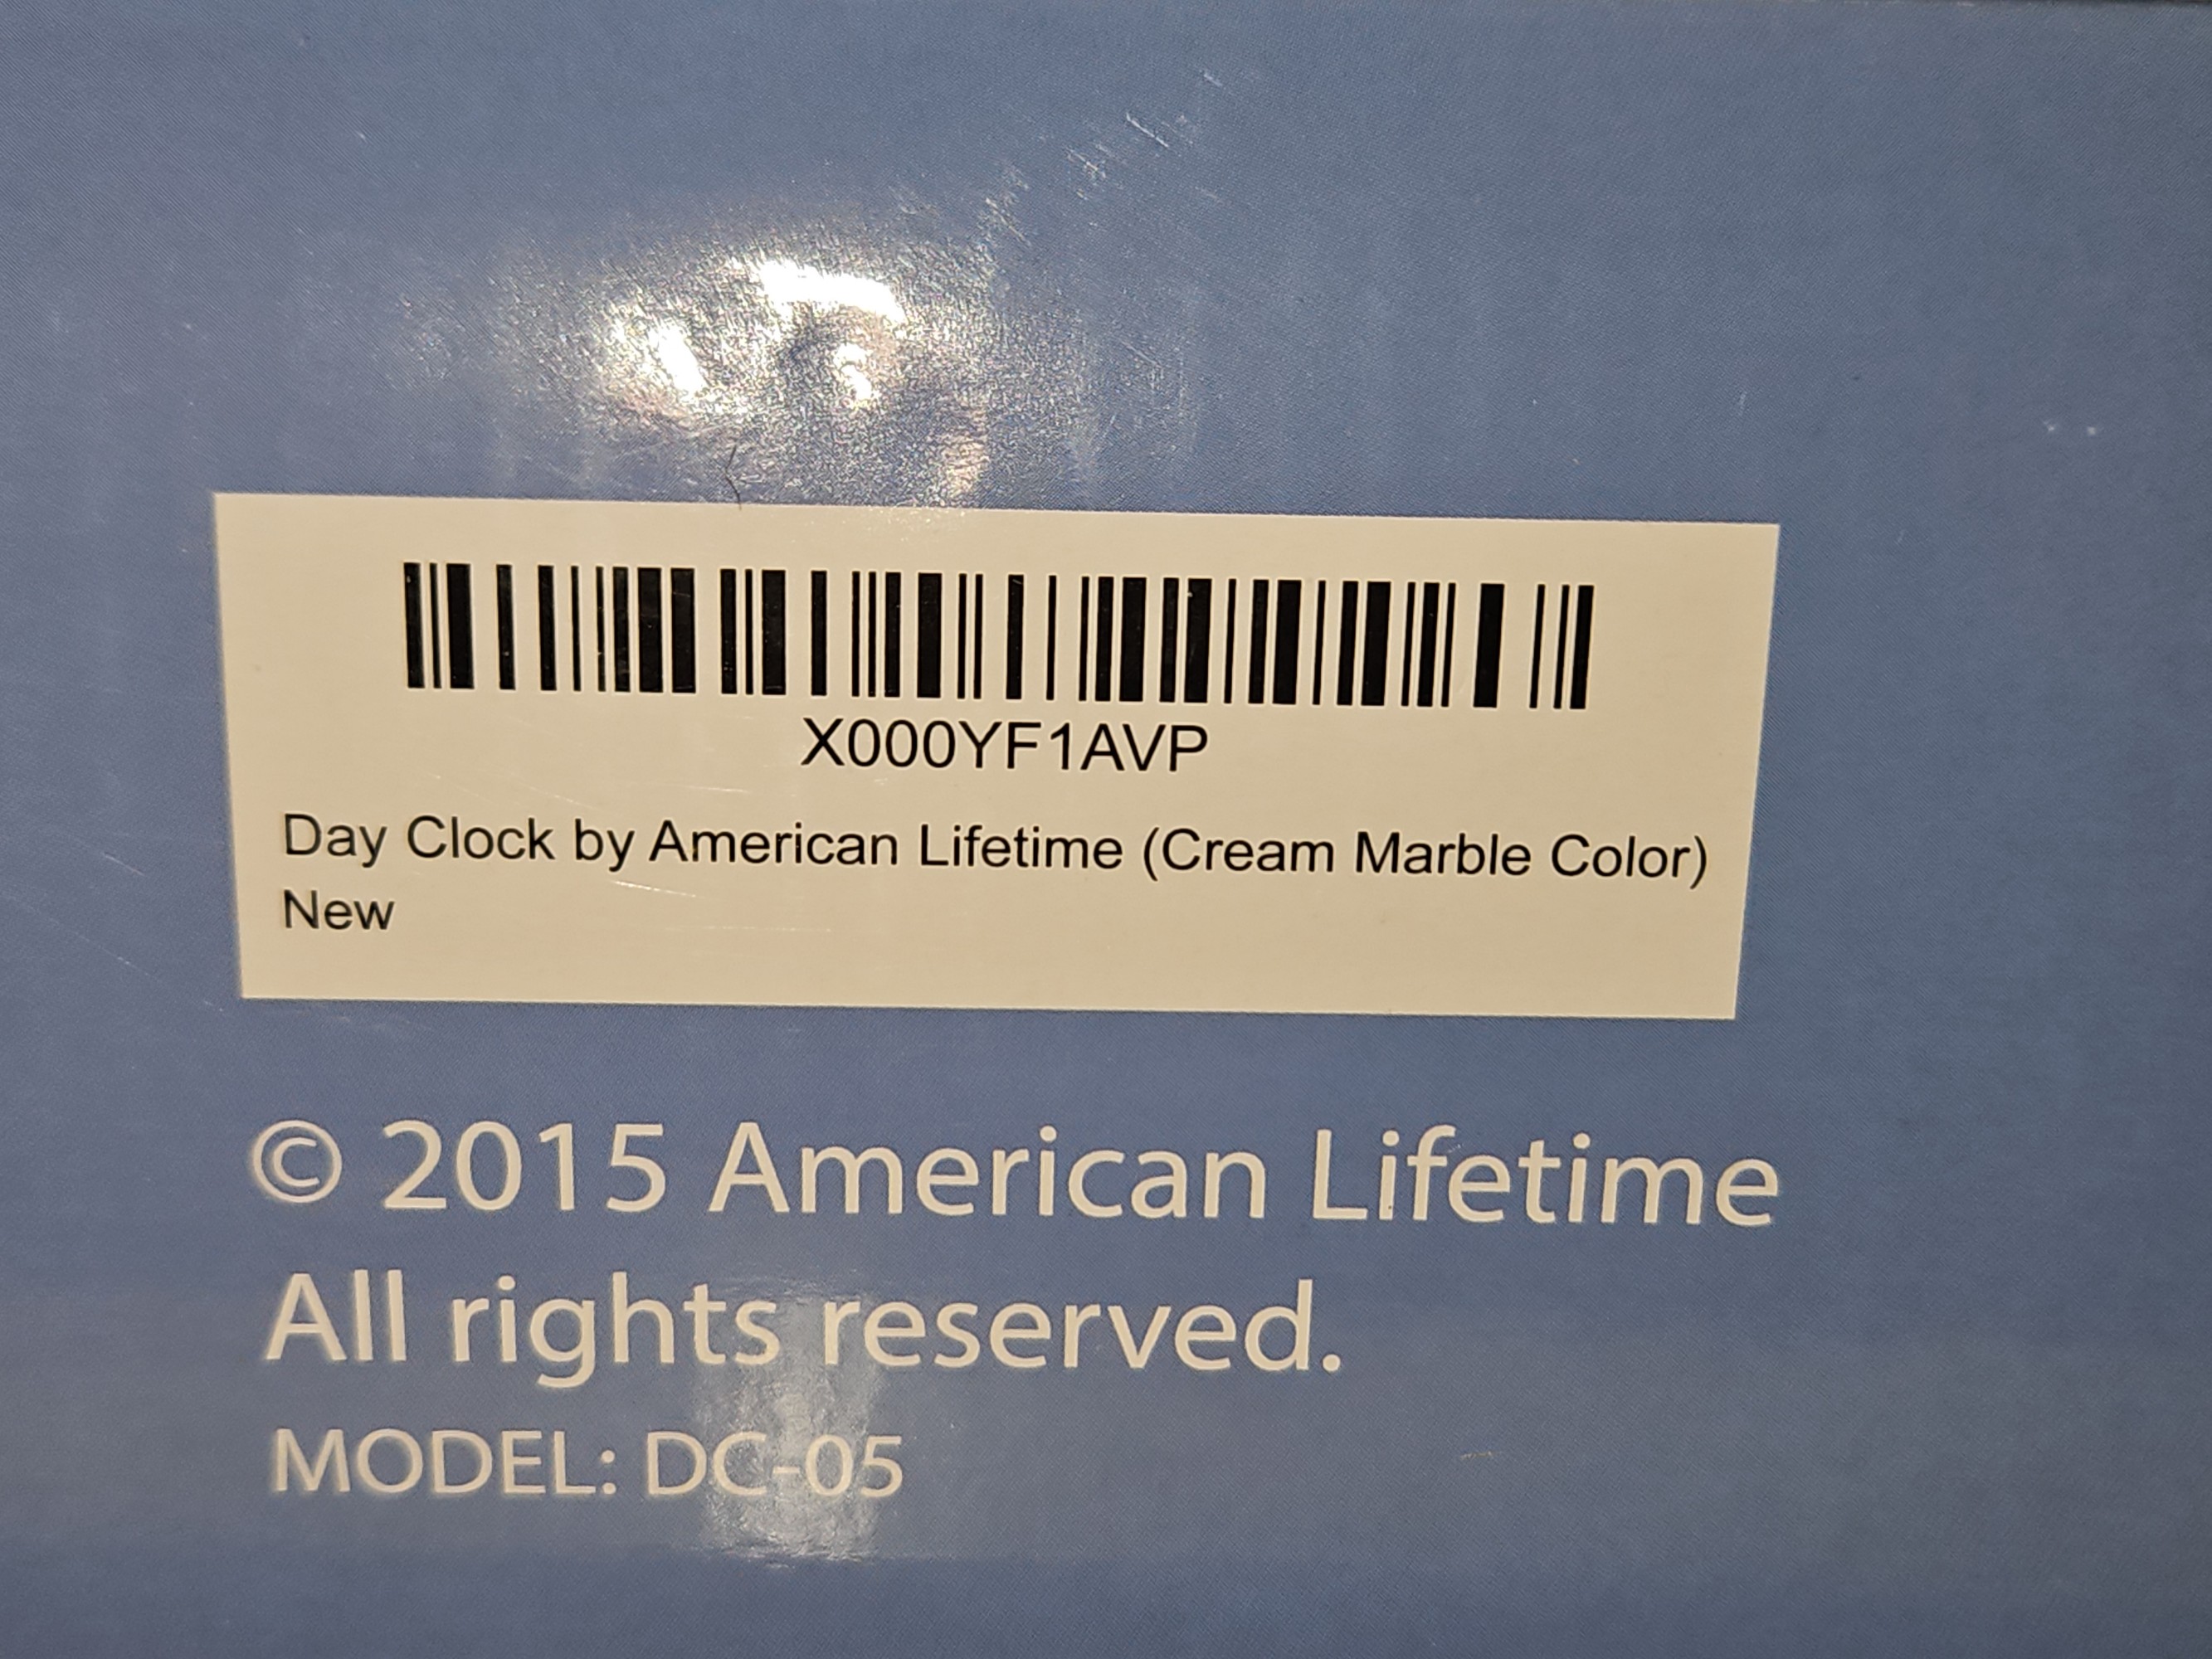 X000YF1AVP
Day Clock by American Lifetime (Cream Marble Color)
New
© 2015 American Lifetime
All rights reserved.
MODEL: DC-05